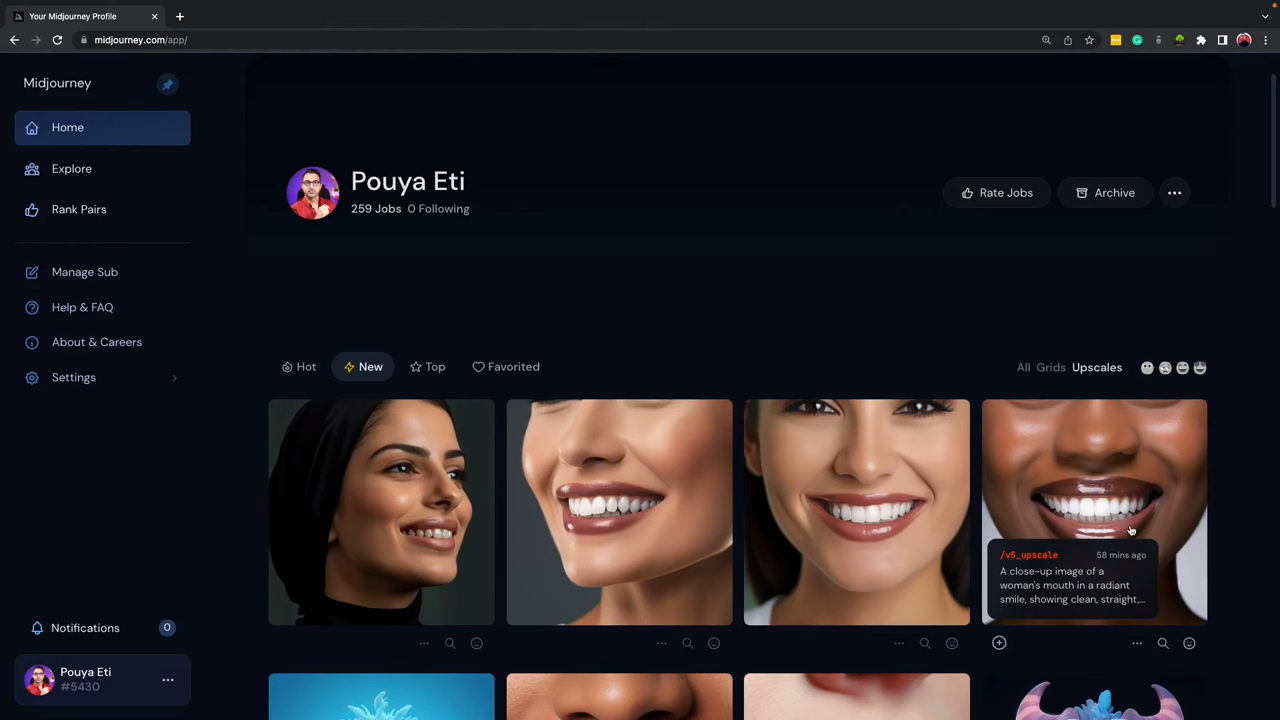 Your Midjourney Profile
midjourney.com/app/
Midjourney
Home
Explore
Rank Pairs
Manage Sub
Help & FAQ
About & Careers
Settings
Notifications
0
Pouya Eti
#5430
Pouya Eti
259 Jobs 0 Following
Rate Jobs
Archive
Hot
New
Top
Favorited
All Grids Upscales
/v5_upscale
58 mins ago
A close-up image of a
woman's mouth in a radiant
smile, showing clean, straight,...